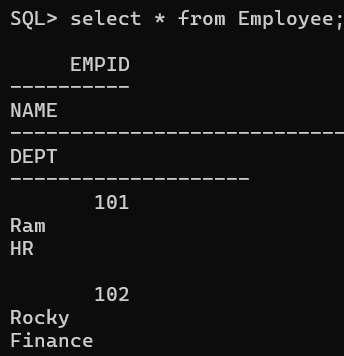 SQL> select * from Employee;
     EMPID
----------
NAME
----------------------------
DEPT
--------------------
       101
Ram
HR
       102
Rocky
Finance